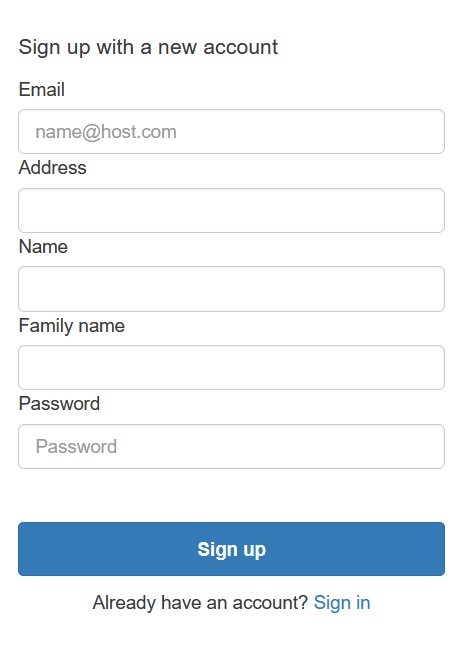 Sign up with a new account
Email
name@host.com
Address
Name
Family name
Password
Password
Sign up
Already have an account? Sign in